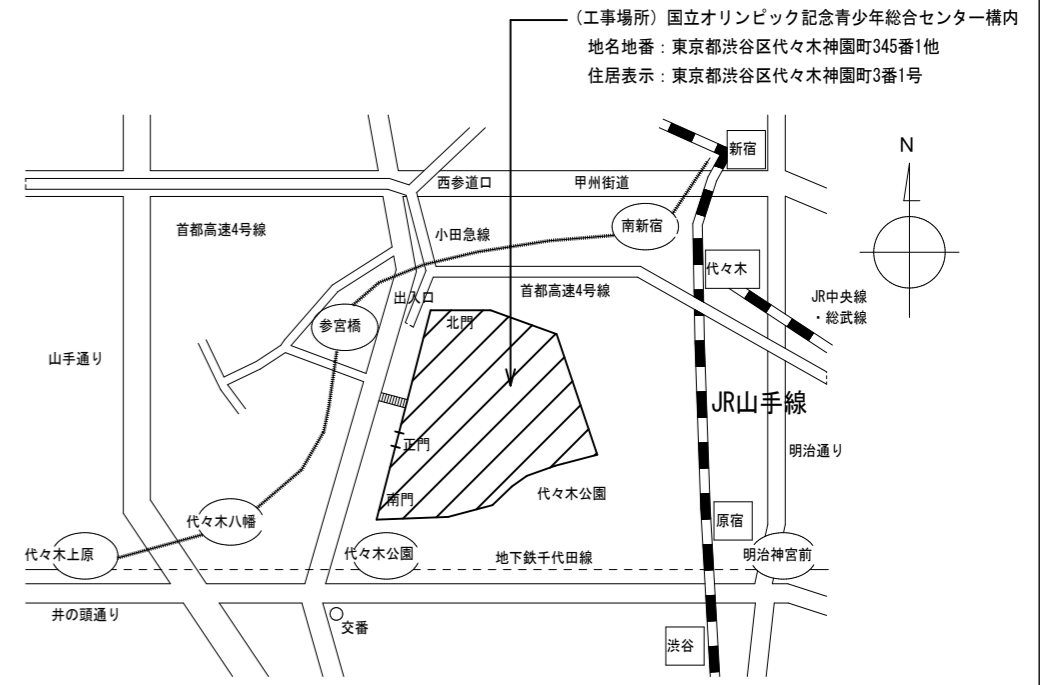 (工事場所) 国立オリンピック記念青少年総合センター構内
地名地番：東京都渋谷区代々木神園町345番1他
住居表示：東京都渋谷区代々木神園町3番1号
新宿
N
西参道口
甲州街道
首都高速4号線
小田急線
南新宿
代々木
出入口
首都高速4号線
JR中央線
・総武線
参宮橋
北門
山手通り
JR山手線
正門
明治通り
代々木公園
南門
代々木八幡
原宿
代々木上原
代々木公園
地下鉄千代田線
明治神宮前
井の頭通り
交番
渋谷